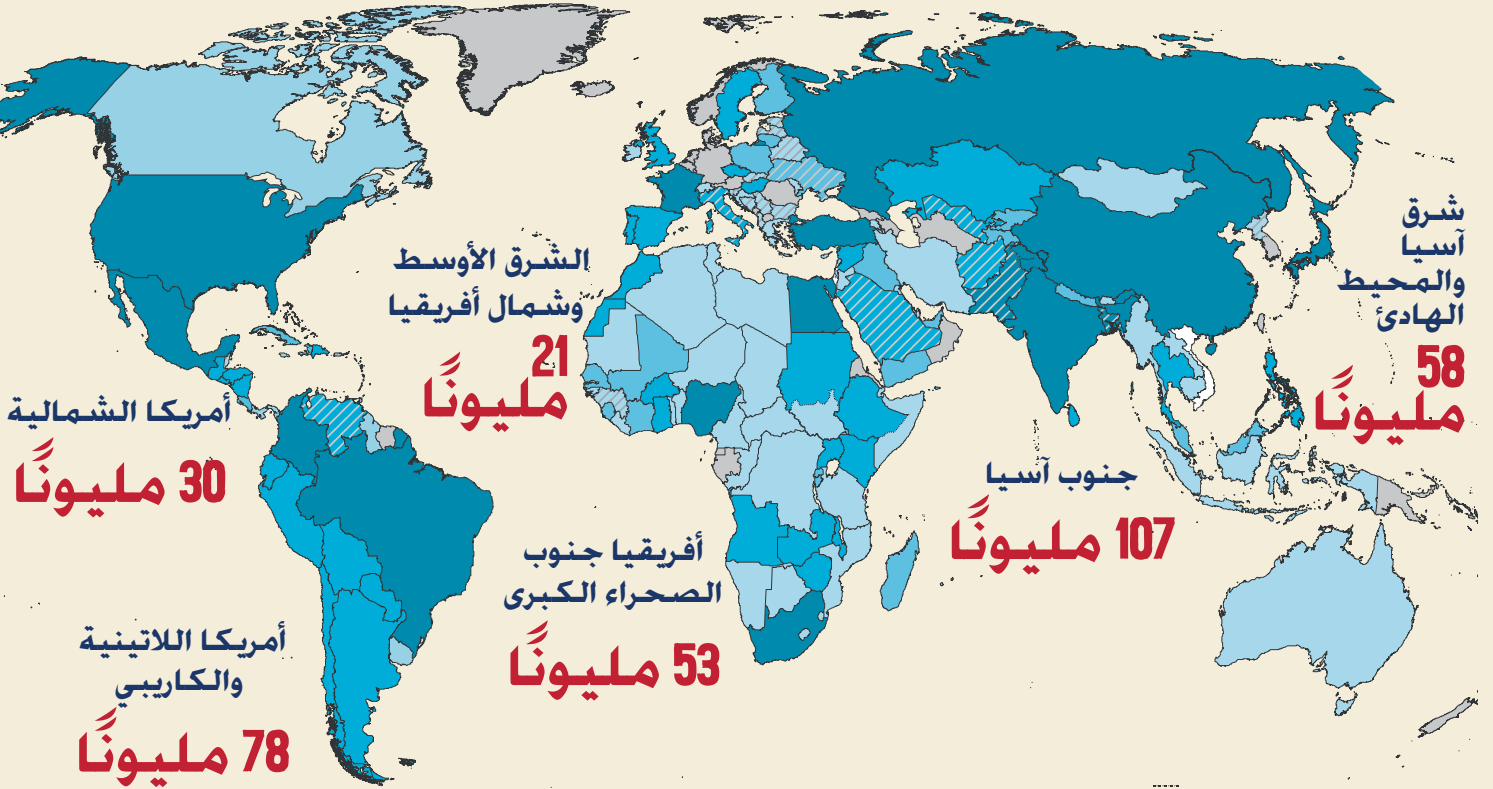 شرق
آسيا
والمحيط
الهادئ
58
مليونًا
الشرق الأوسط
وشمال أفريقيا
21
مليونًا
أمريكا الشمالية
30 مليونًا
جنوب آسيا
107 مليونًا
أفريقيا جنوب
الصحراء الكبرى
53 مليونًا
أمريكا اللاتينية
والكاريبي
78 مليونًا